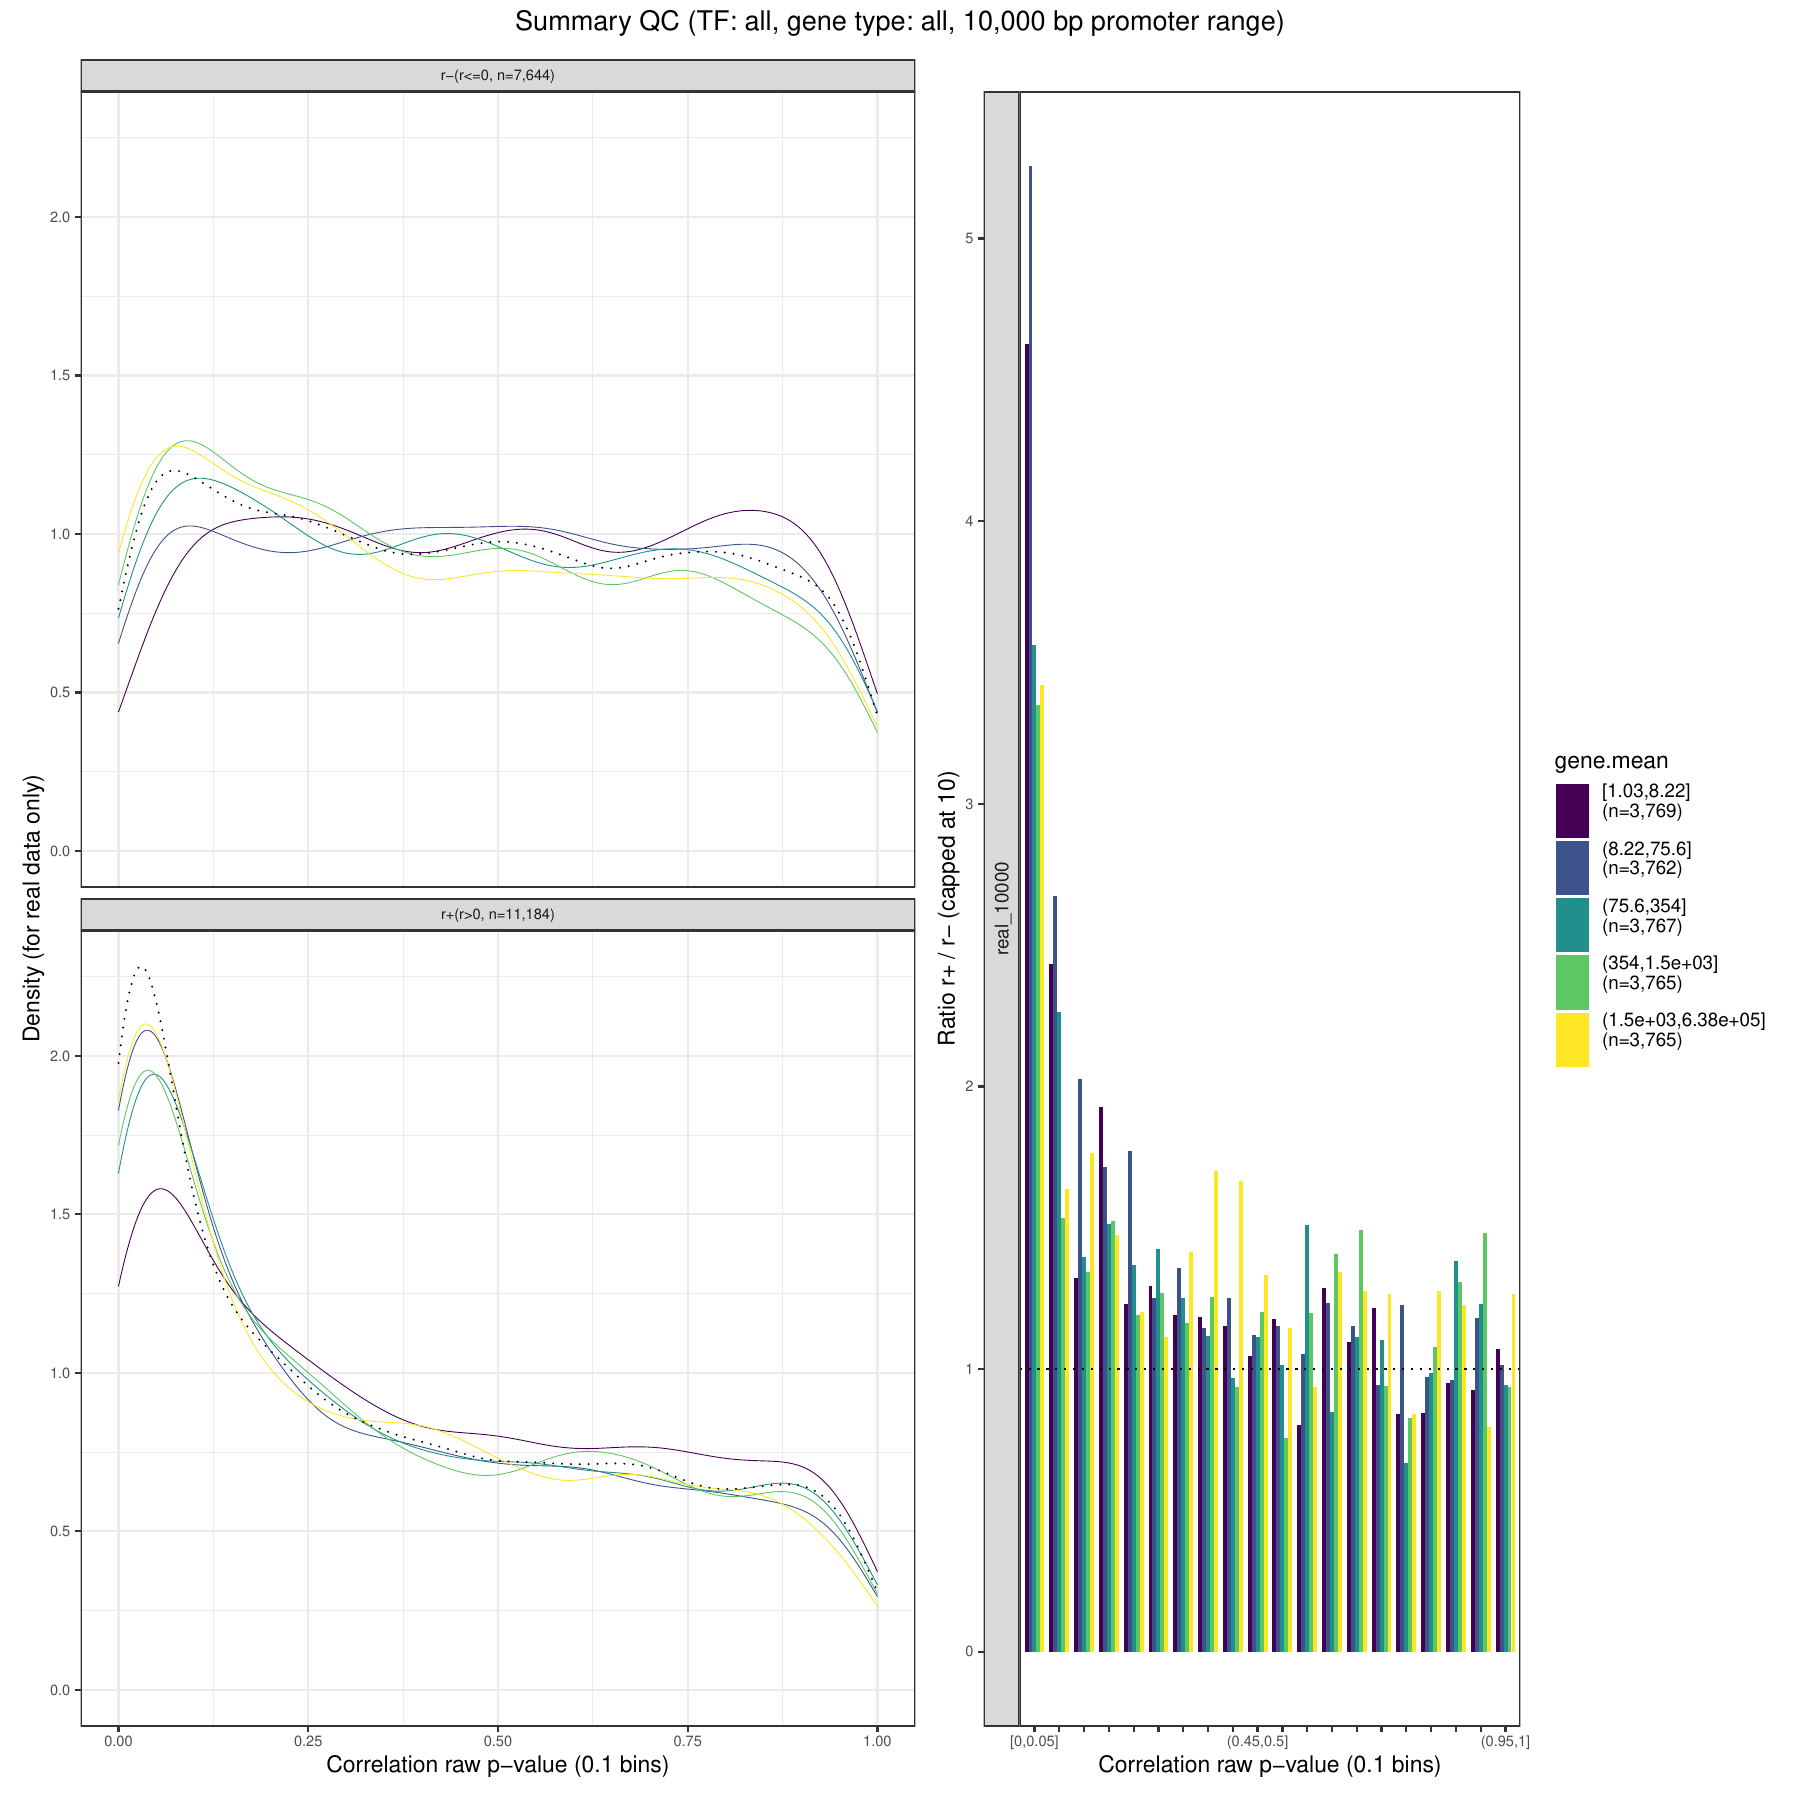 Summary QC (TF: all, gene type: all, 10,000 bp promoter range)
r−(r<=0, n=7,644)
2.0
1.5
1.0
0.5
0.0
r+(r>0, n=11,184)
2.0
1.5
1.0
0.5
0.0
0.00 0.25 0.50 0.75 1.00
Correlation raw p−value (0.1 bins)
Density (for real data only)
real_10000
5
4
3
2
1
0
[0,0.05] (0.45,0.5] (0.95,1]
Correlation raw p−value (0.1 bins)
Ratio r+ / r− (capped at 10)
gene.mean
[1.03,8.22]
(n=3,769)
(8.22,75.6]
(n=3,762)
(75.6,354]
(n=3,767)
(354,1.5e+03]
(n=3,765)
(1.5e+03,6.38e+05]
(n=3,765)